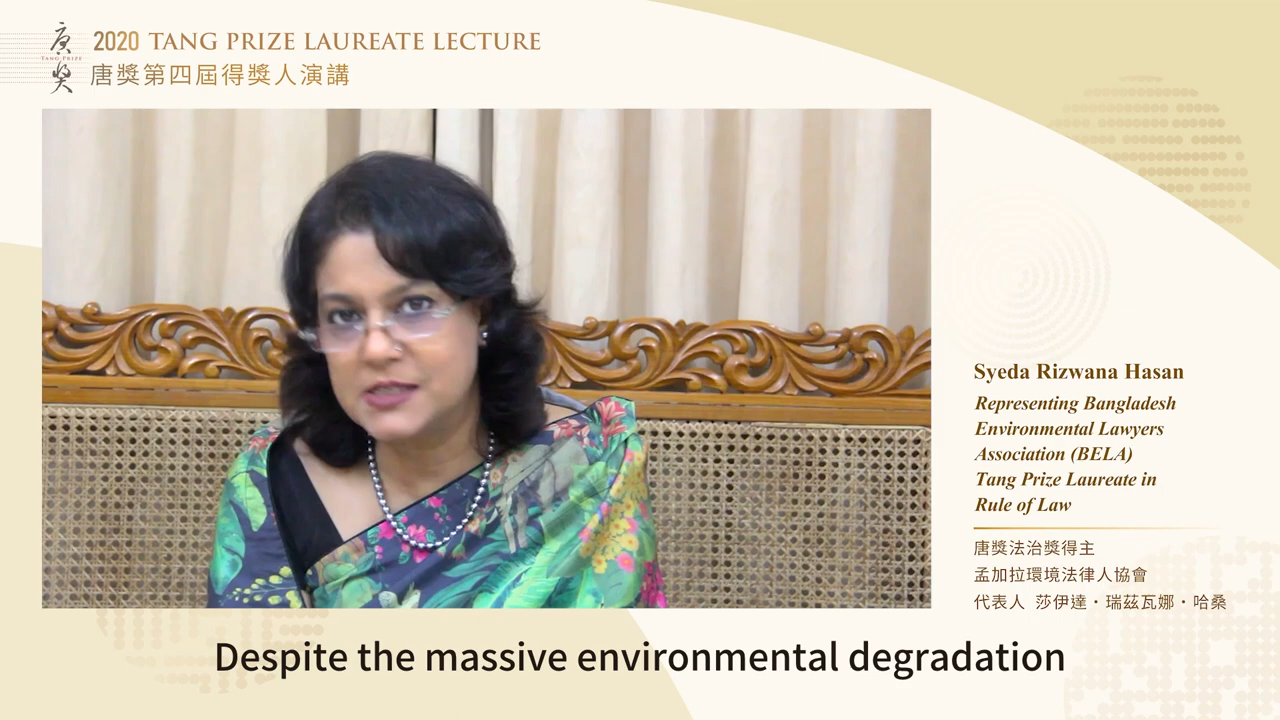 唐獎
TANG PRIZE
2020 TANG PRIZE LAUREATE LECTURE
唐獎第四屆得獎人演講
Syeda Rizwana Hasan
Representing Bangladesh
Environmental Lawyers
Association (BELA)
Tang Prize Laureate in
Rule of Law
唐獎法治獎得主
孟加拉環境法律人協會
代表人 莎伊達・瑞茲瓦娜・哈桑
Despite the massive environmental degradation